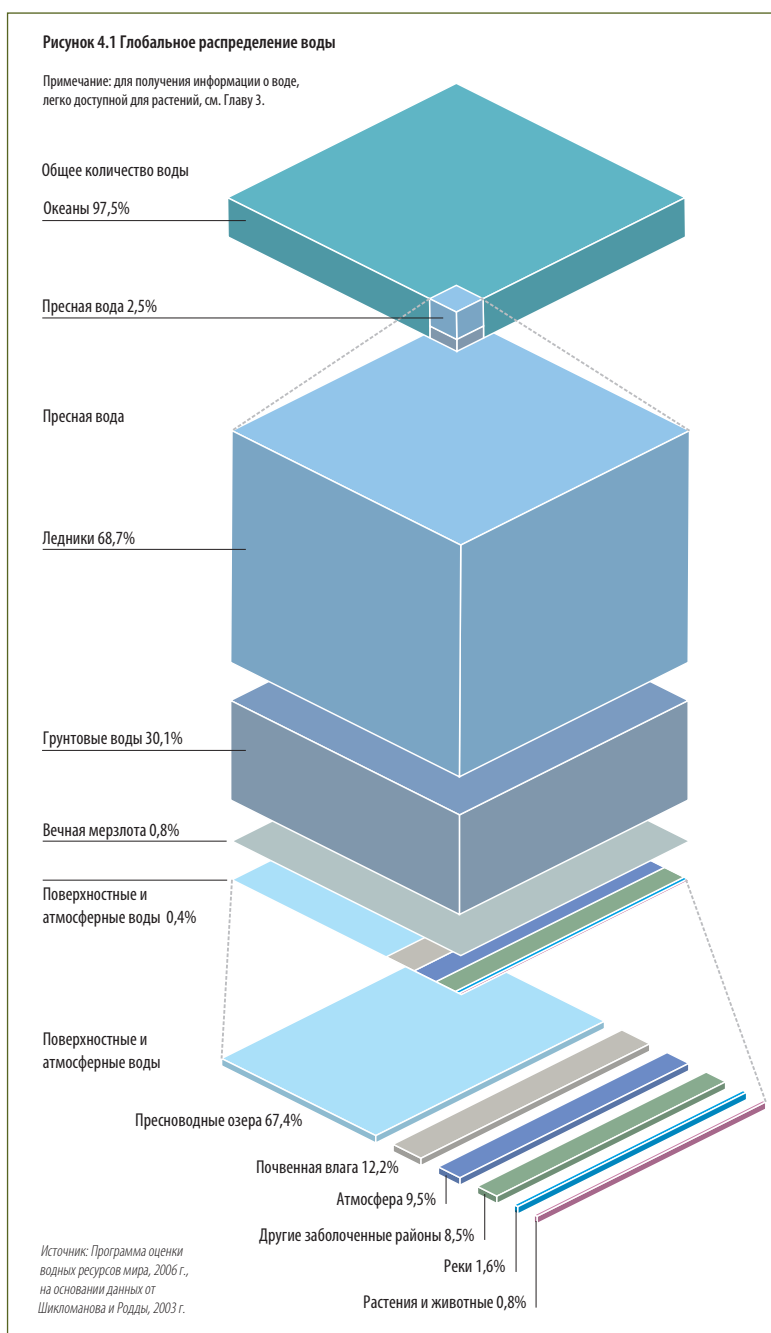 Рисунок 4.1 Глобальное распределение воды
Примечание: для получения информации о воде,
легко доступной для растений, см. Главу 3.
Общее количество воды
Океаны 97,5%
Пресная вода 2,5%
Пресная вода
Ледники 68,7%
Грунтовые воды 30,1%
Вечная мерзлота 0,8%
Поверхностные и
атмосферные воды 0,4%
Поверхностные и
атмосферные воды
Пресноводные озера 67,4%
Почвенная влага 12,2%
Атмосфера 9,5%
Другие заболоченные районы 8,5%
Реки 1,6%
Растения и животные 0,8%
Источник: Программа оценки
водных ресурсов мира, 2006 г.,
на основании данных от
Шикломанова и Родды, 2003 г.